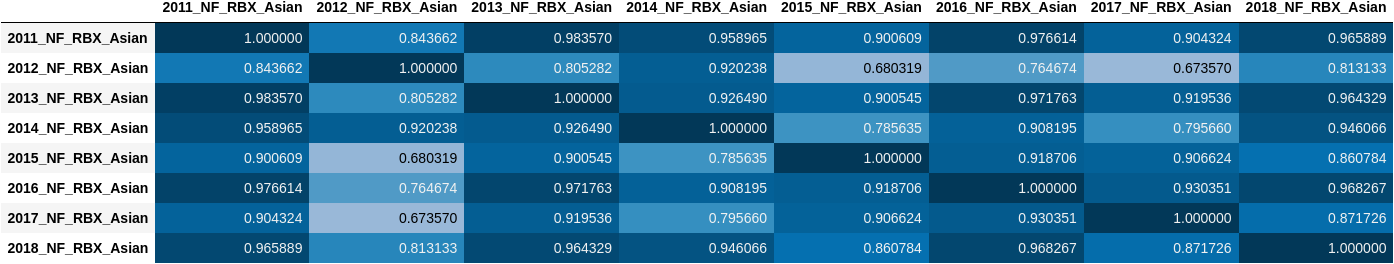 2011_NF_RBX_Asian 2012_NF_RBX_Asian 2013_NF_RBX_Asian 2014_NF_RBX_Asian 2015_NF_RBX_Asian 2016_NF_RBX_Asian 2017_NF_RBX_Asian 2018_NF_RBX_Asian
2011_NF_RBX_Asian 1.000000 0.843662 0.983570 0.958965 0.900609 0.976614 0.904324 0.965889
2012_NF_RBX_Asian 0.843662 1.000000 0.805282 0.920238 0.680319 0.764674 0.673570 0.813133
2013_NF_RBX_Asian 0.983570 0.805282 1.000000 0.926490 0.900545 0.971763 0.919536 0.964329
2014_NF_RBX_Asian 0.958965 0.920238 0.926490 1.000000 0.785635 0.908195 0.795660 0.946066
2015_NF_RBX_Asian 0.900609 0.680319 0.900545 0.785635 1.000000 0.918706 0.906624 0.860784
2016_NF_RBX_Asian 0.976614 0.764674 0.971763 0.908195 0.918706 1.000000 0.930351 0.968267
2017_NF_RBX_Asian 0.904324 0.673570 0.919536 0.795660 0.906624 0.930351 1.000000 0.871726
2018_NF_RBX_Asian 0.965889 0.813133 0.964329 0.946066 0.860784 0.968267 0.871726 1.000000